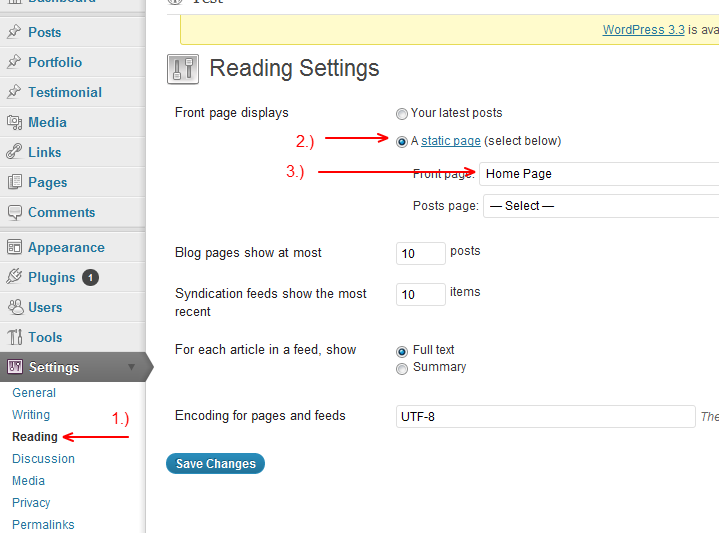 Dashboard
Test
Posts
WordPress 3.3 is ava
Portfolio
Reading Settings
Testimonial
Media
Front page displays
Your latest posts
2.)
A static page (select below)
Links
3.)
Front page: Home Page
Pages
Posts page: — Select —
Comments
Appearance
Blog pages show at most
10 posts
Plugins 1
Users
Syndication feeds show the most
recent
10 items
Tools
For each article in a feed, show
Full text
Summary
Settings
General
Writing
1.)
Reading
Encoding for pages and feeds
UTF-8
The
Discussion
Save Changes
Media
Privacy
Permalinks